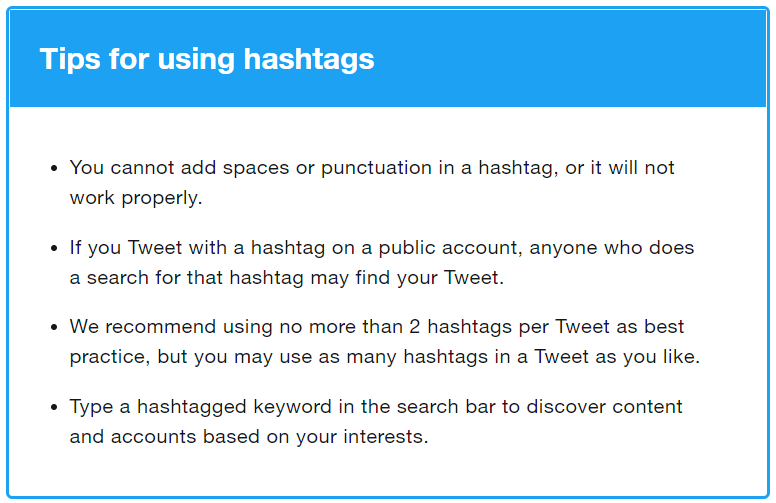 Tips for using hashtags
• You cannot add spaces or punctuation in a hashtag, or it will not
work properly.
• If you Tweet with a hashtag on a public account, anyone who does
a search for that hashtag may find your Tweet.
• We recommend using no more than 2 hashtags per Tweet as best
practice, but you may use as many hashtags in a Tweet as you like.
• Type a hashtagged keyword in the search bar to discover content
and accounts based on your interests.